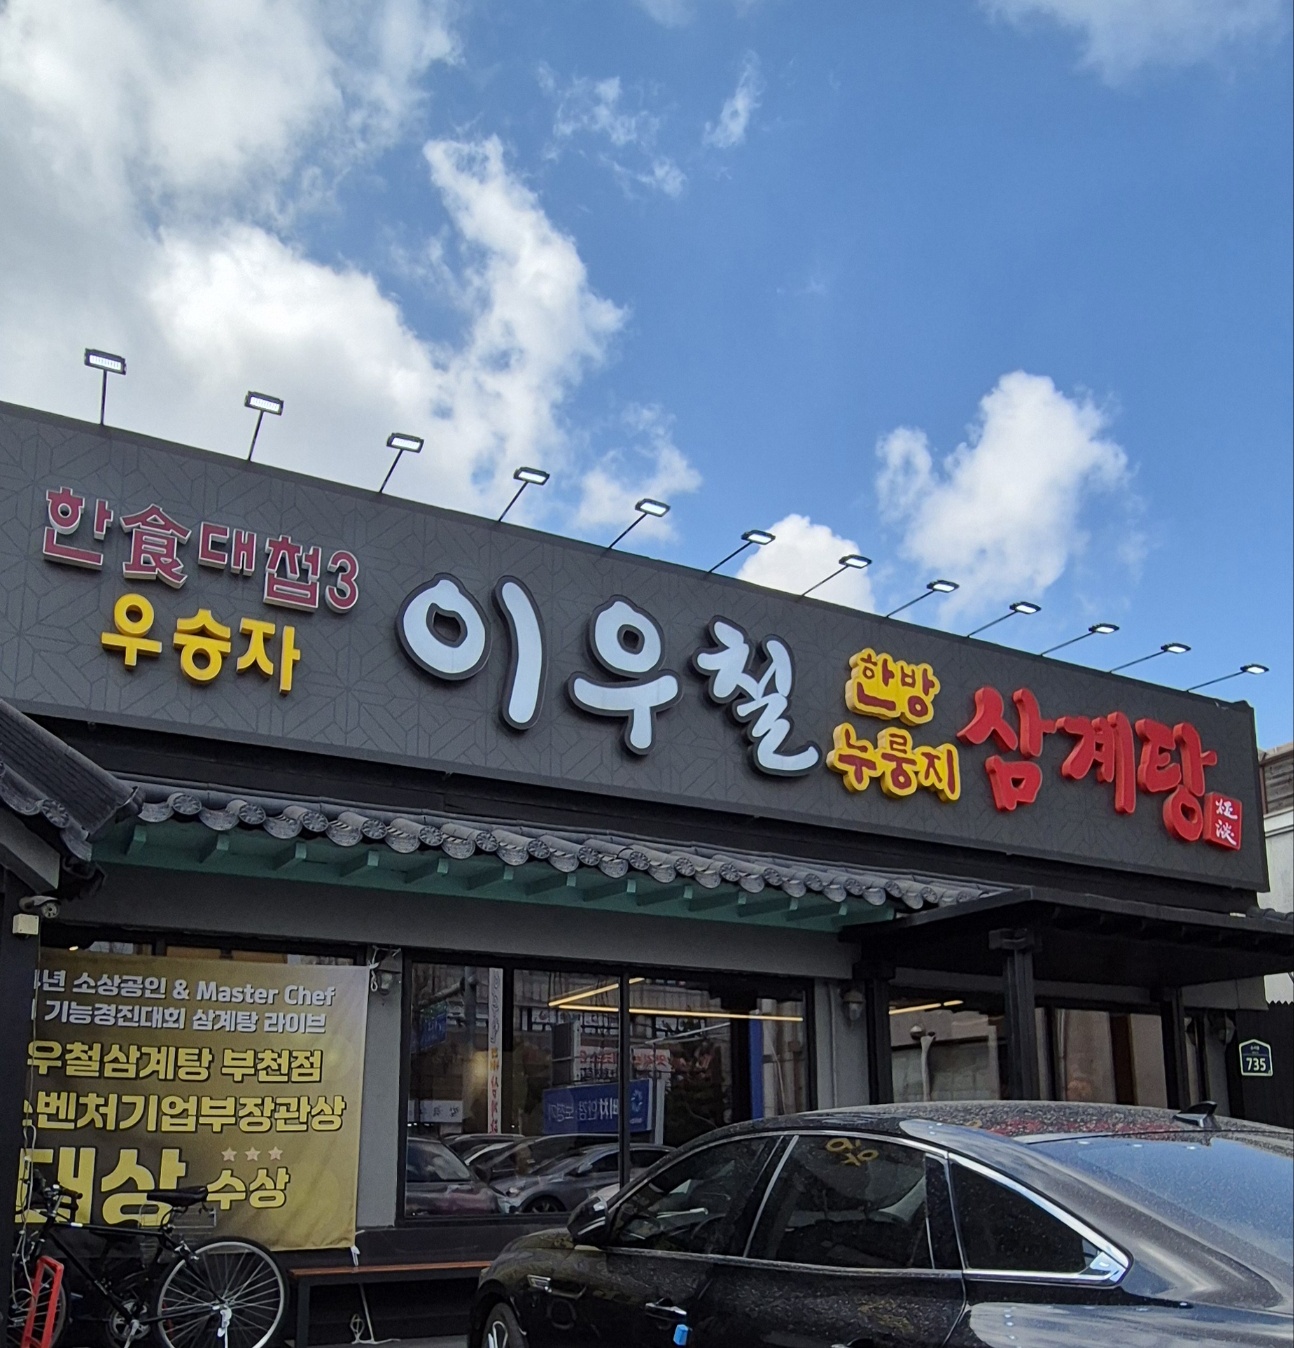 한食대첩3
우승자
이우철
한방
누룽지
삼계탕
년 소상공인 & Master Chef
기능경진대회 삼계탕 라이브
우철삼계탕 부천점
벤처기업부장관상
대상 수상
735